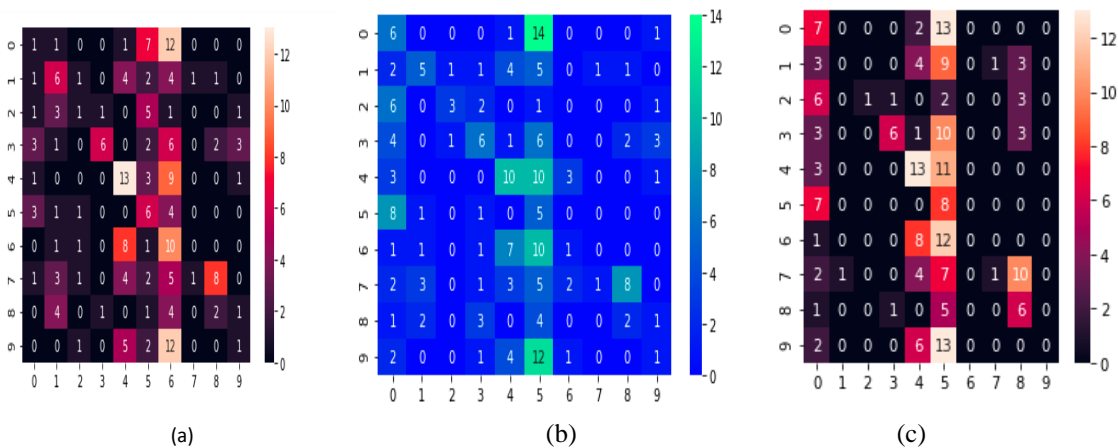 0 1 1 0 0 1 7 12 0 0 0
1 1 6 1 0 4 2 4 1 1 0
2 1 3 1 1 0 5 1 0 0 0
3 3 1 0 6 0 2 6 0 2 3
4 1 0 0 0 13 3 9 0 0 1
5 3 1 1 0 0 6 4 0 0 0
6 0 1 1 0 8 1 10 0 0 0
7 1 3 1 0 4 2 5 1 8 0
8 0 4 0 1 0 1 4 0 2 1
9 0 0 1 0 5 2 12 0 0 1
0 1 2 3 4 5 6 7 8 9
12
10
8
6
4
2
0
(a)
0 6 0 0 0 1 14 0 0 0 1
1 2 5 1 1 4 5 0 1 1 0
2 6 0 3 2 0 1 0 0 0 1
3 4 0 1 6 1 6 0 0 2 3
4 3 0 0 0 10 10 3 0 0 1
5 8 1 0 1 0 5 0 0 0 0
6 1 1 0 1 7 10 1 0 0 0
7 2 3 0 1 3 5 2 1 8 0
8 1 2 0 3 0 4 0 0 2 1
9 2 0 0 1 4 12 1 0 0 1
0 1 2 3 4 5 6 7 8 9
14
12
10
8
6
4
2
0
(b)
0 7 0 0 0 2 13 0 0 0 0
1 3 0 0 0 4 9 0 1 3 0
2 6 0 1 1 0 2 0 0 3 0
3 3 0 0 6 1 10 0 0 3 0
4 3 0 0 0 13 11 0 0 0 0
5 7 0 0 0 0 8 0 0 0 0
6 1 0 0 0 8 12 0 0 0 0
7 2 1 0 0 4 7 0 1 10 0
8 1 0 0 1 0 5 0 0 6 0
9 2 0 0 0 6 13 0 0 0 0
0 1 2 3 4 5 6 7 8 9
12
10
8
6
4
2
0
(c)